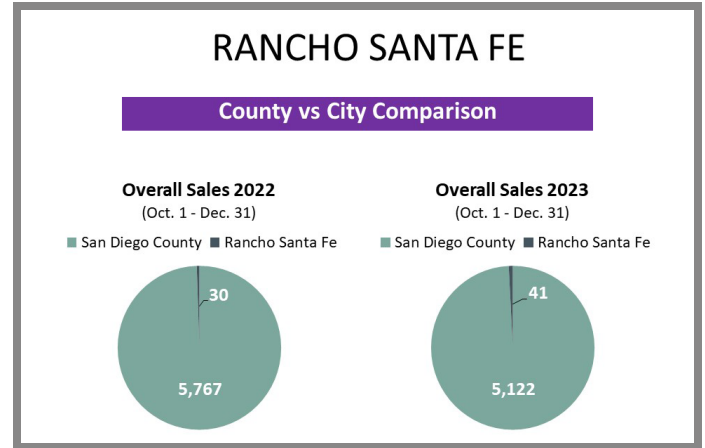 RANCHO SANTA FE
County vs City Comparison
Overall Sales 2022
(Oct. 1 - Dec. 31)
San Diego County Rancho Santa Fe
30
5,767
Overall Sales 2023
(Oct. 1 - Dec. 31)
San Diego County Rancho Santa Fe
41
5,122